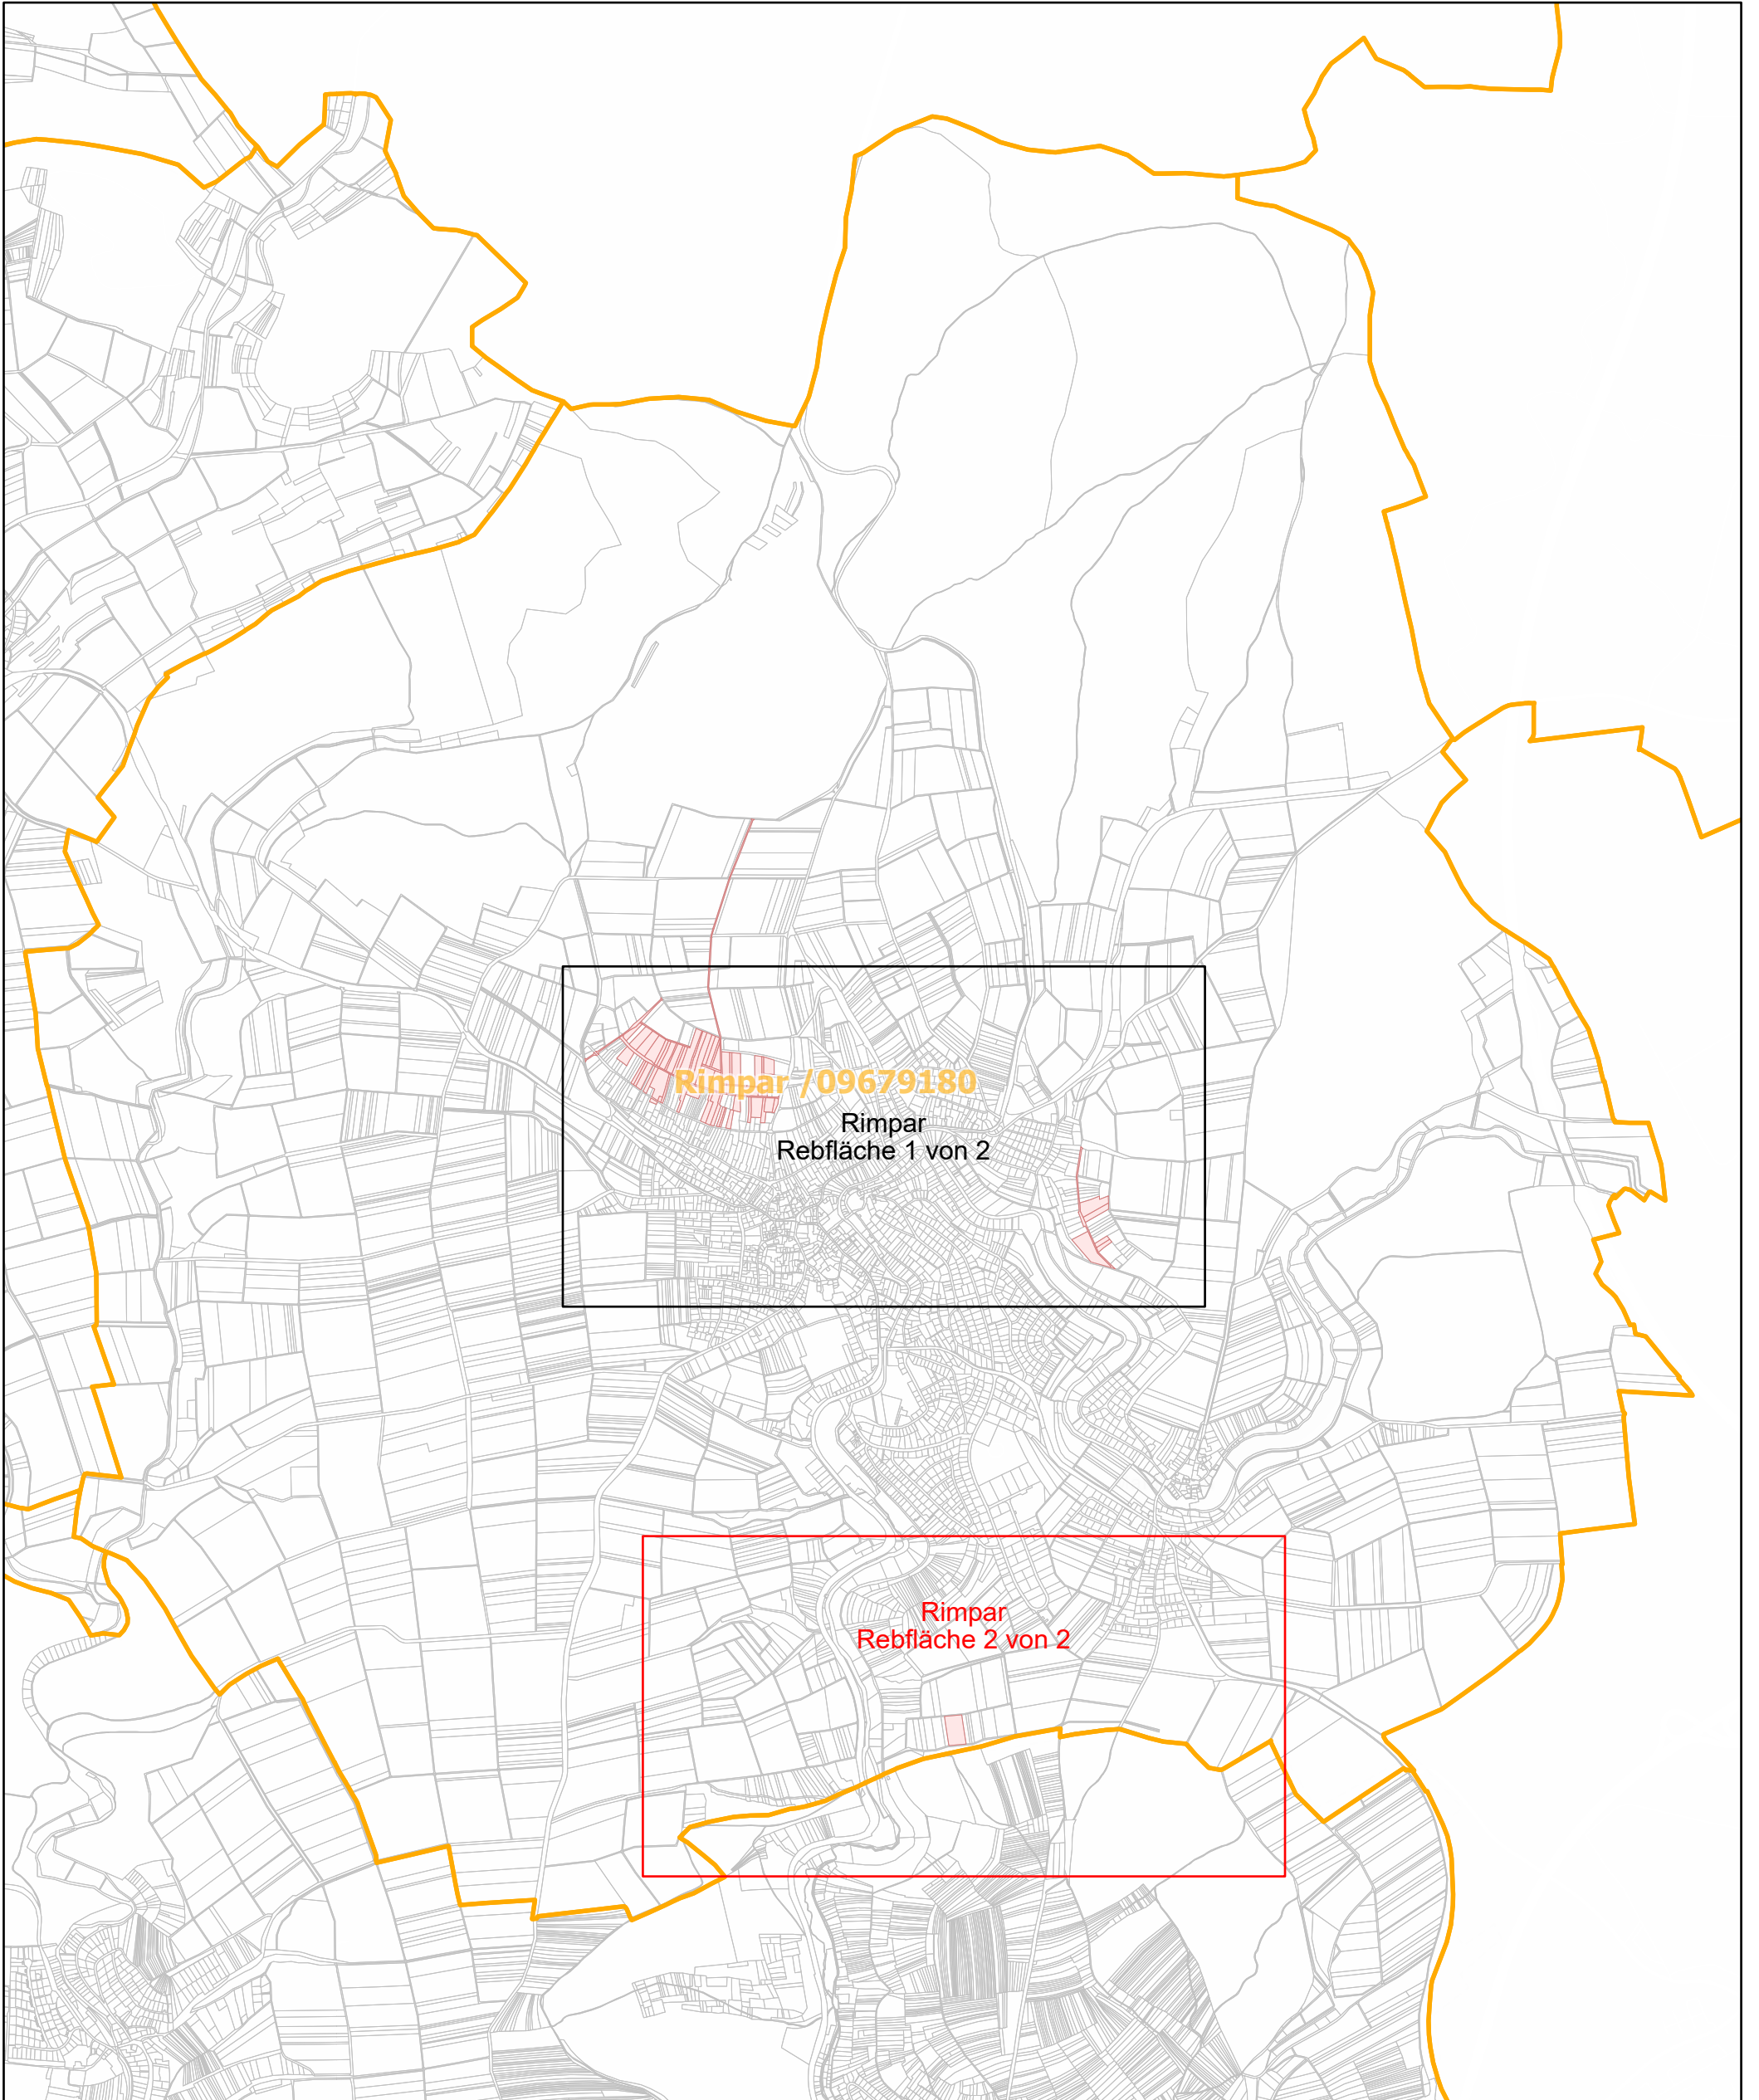 Rimpar /09679180
Rimpar
Rebfläche 1 von 2
Rimpar
Rebfläche 2 von 2